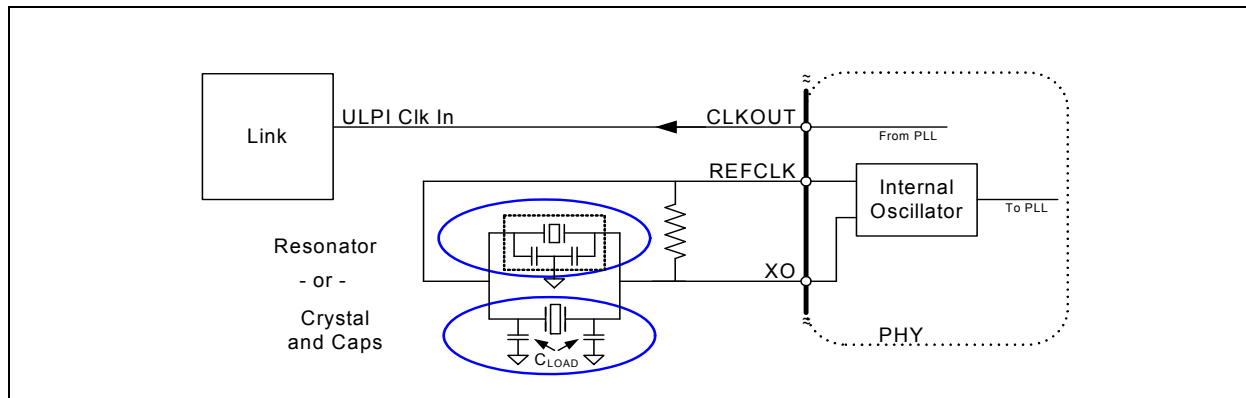 ULPI Clk In
CLKOUT
Link
From PLL
REFCLK
Internal
Oscillator
To PLL
Resonator
- or -
Crystal
and Caps
XO
CLOAD
PHY